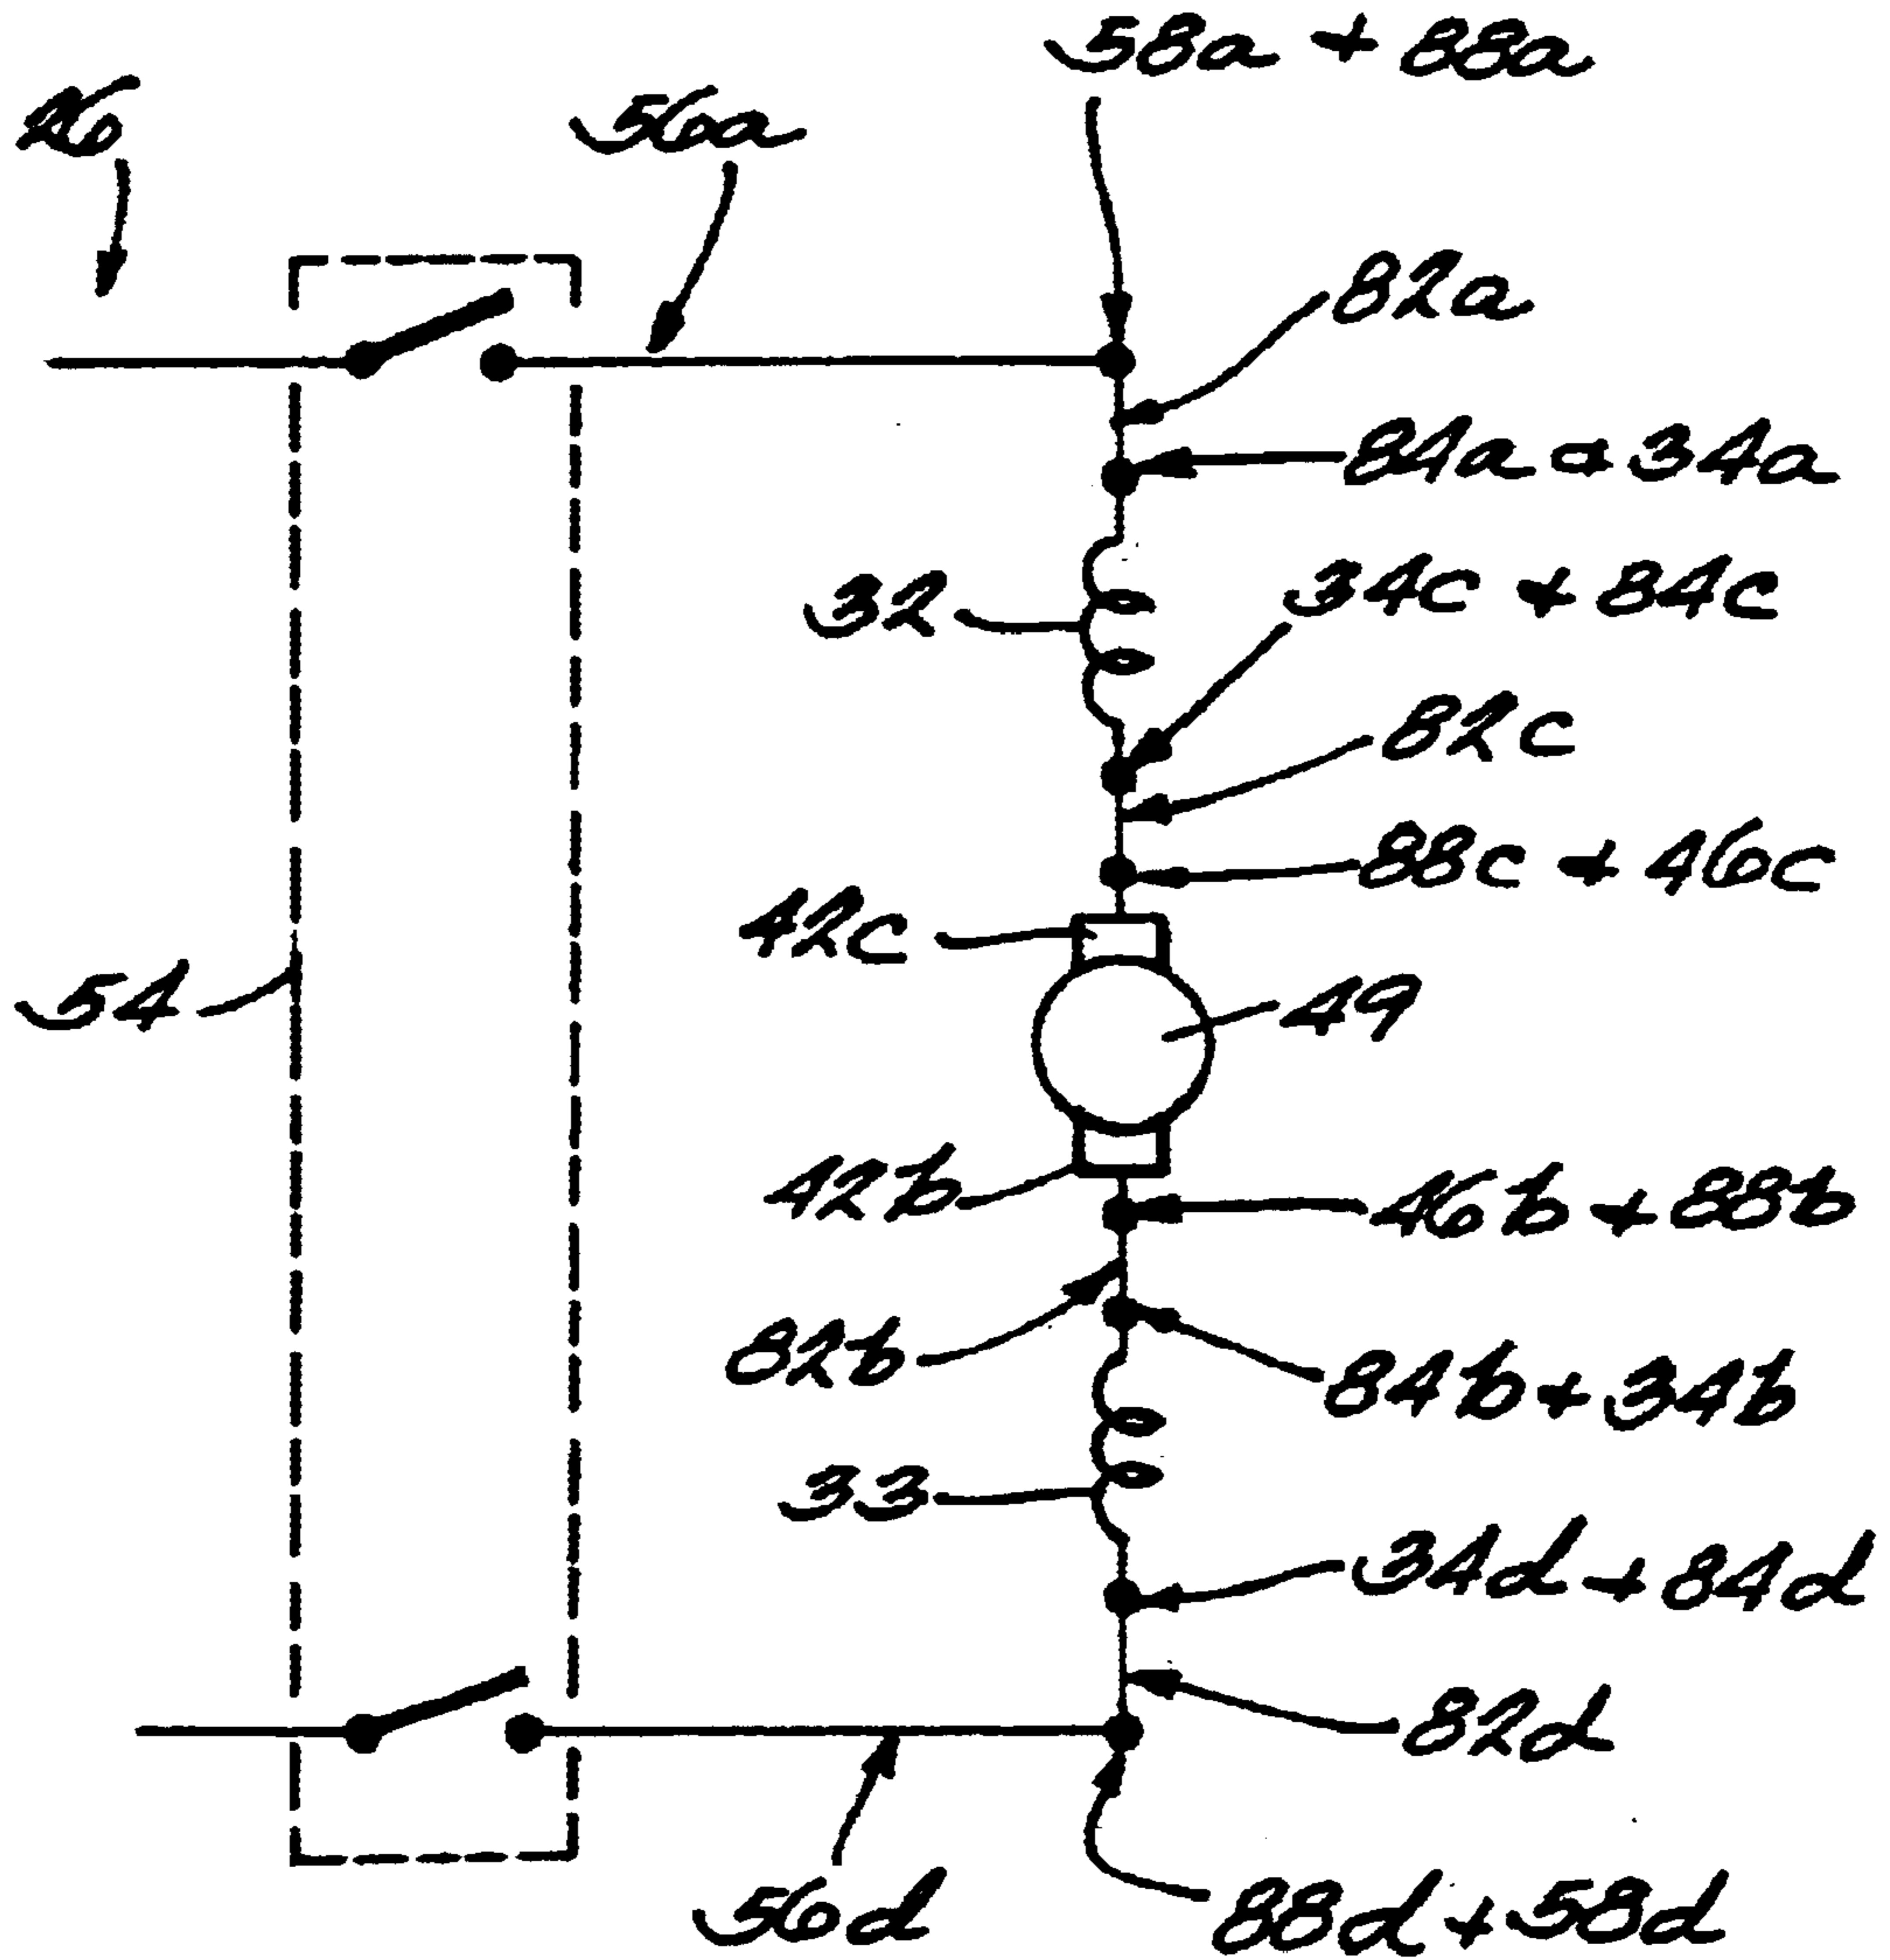 58a + 88a
56a
82a
84a & 34a
32
34c + 84c
82c
88c + 46c
42c
54
49
42b
46b + 88b
82b
84b + 34b
33
34d + 84d
82d
56d
88d + 58d